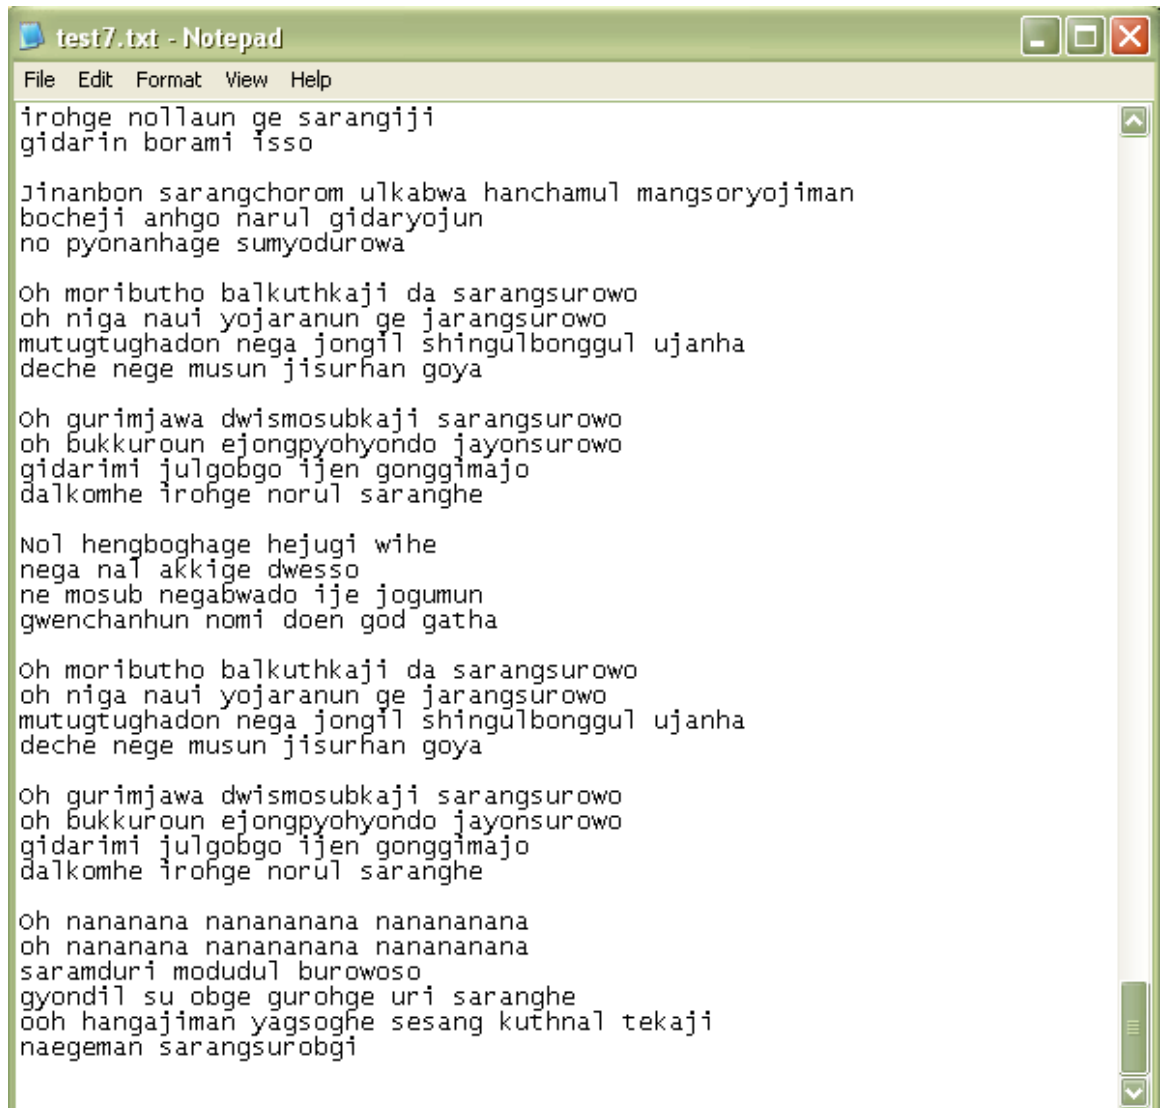 test7.txt - Notepad
File Edit Format View Help
irohge nollaun ge sarangiji
gidarin borami isso
Jinanbon sarangchorom ulkabwa hanchamul mangsoryojiman
bocheji anhgo narul gidaryojun
no pyonanhage sumyodurowa
Oh moributho balkuthkaji da sarangsurowo
oh niga naui yojaranun ge jarangsurowo
mutugtughadon nega jongil shingulbonggul ujanha
deche nege musun jisurhan goya
Oh gurimjawa dwismosubkaji sarangsurowo
oh bukkuroun ejongpyohyondo jayonsurowo
gidarimi julgobgo ijen gonggimajo
dalkomhe irohge norul saranghe
Nol hengboghage hejugi wihe
nega nal akkige dwesso
ne mosub negabwado ije jogumun
gwenchanhun nomi doen god gatha
Oh moributho balkuthkaji da sarangsurowo
oh niga naui yojaranun ge jarangsurowo
mutugtughadon nega jongil shingulbonggul ujanha
deche nege musun jisurhan goya
Oh gurimjawa dwismosubkaji sarangsurowo
oh bukkuroun ejongpyohyondo jayonsurowo
gidarimi julgobgo ijen gonggimajo
dalkomhe irohge norul saranghe
Oh nananana nanananana nanananana
oh nananana nanananana nanananana
saramduri modudul burowoso
gyondil su obge gurohge uri saranghe
ooh hangajiman yagsoghe sesang kuthnal tekaji
naegeman sarangsurobgi